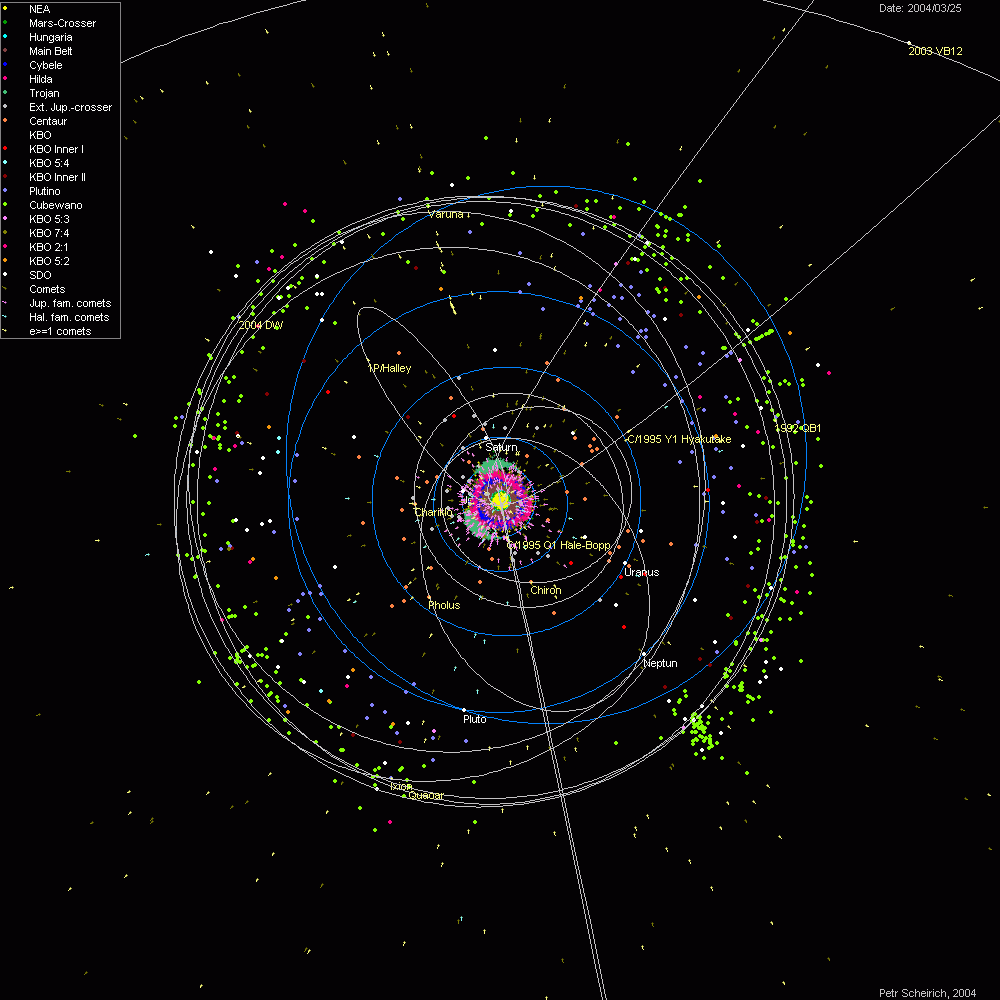 NEA
Mars-Crosser
Hungaria
Main Belt
Cybele
Hilda
Trojan
Ext. Jup.-crosser
Centaur
KBO
KBO Inner I
KBO 5:4
KBO Inner II
Plutino
Cubewano
KBO 5:3
KBO 7:4
KBO 2:1
KBO 5:2
SDO
Comets
Jup. fam. comets
Hal. fam. comets
e>=1 comets
Date: 2004/03/25
2003 VB12
Varuna
2004 DW
1P/Halley
1992 QB1
C/1995 Y1 Hyakutake
Saturn
Chariklo
C/1995 O1 Hale-Bopp
Uranus
Chiron
Pholus
Neptun
Pluto
Ixion
Quaoar
Petr Scheirich, 2004